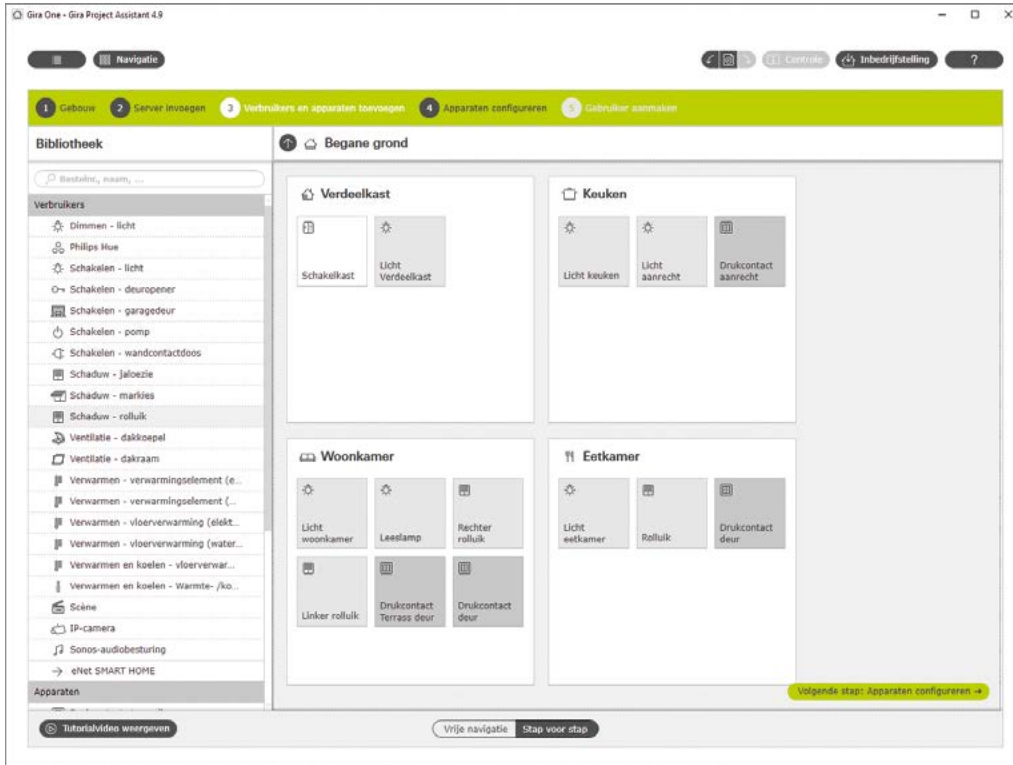 Gira One - Gira Project Assistant 4.9
Navigatie
Controle
Inbedrijfstelling
?
1 Gebouw
2 Server invoegen
3 Verbruikers en apparaten toevoegen
4 Apparaten configureren
5 Gebruiker aanmaken
Bibliotheek
Begane grond
Bestelnr., naam, ...
Verbruikers
Dimmen - licht
Philips Hue
Schakelen - licht
Schakelen - deuropener
Schakelen - garagedeur
Schakelen - pomp
Schakelen - wandcontactdoos
Schaduw - jaloezie
Schaduw - markies
Schaduw - rolluik
Ventilatie - dakkoepel
Ventilatie - dakraam
Verwarmen - verwarmingselement (e...
Verwarmen - verwarmingselement (...
Verwarmen - vloerverwarming (elekt...
Verwarmen - vloerverwarming (water...
Verwarmen en koelen - vloerverwar...
Verwarmen en koelen - Warmte- /ko...
Scène
IP-camera
Sonos-audiobesturing
eNet SMART HOME
Apparaten
Verdeelkast
Schakelkast
Licht
Verdeelkast
Keuken
Licht keuken
Licht
aanrecht
Drukcontact
aanrecht
Woonkamer
Licht
woonkamer
Leeslamp
Rechter
rolluik
Linker rolluik
Drukcontact
Terrass deur
Drukcontact
deur
Eetkamer
Licht
eetkamer
Rolluik
Drukcontact
deur
Volgende stap: Apparaten configureren →
Tutorialvideo weergeven
Vrije navigatie
Stap voor stap